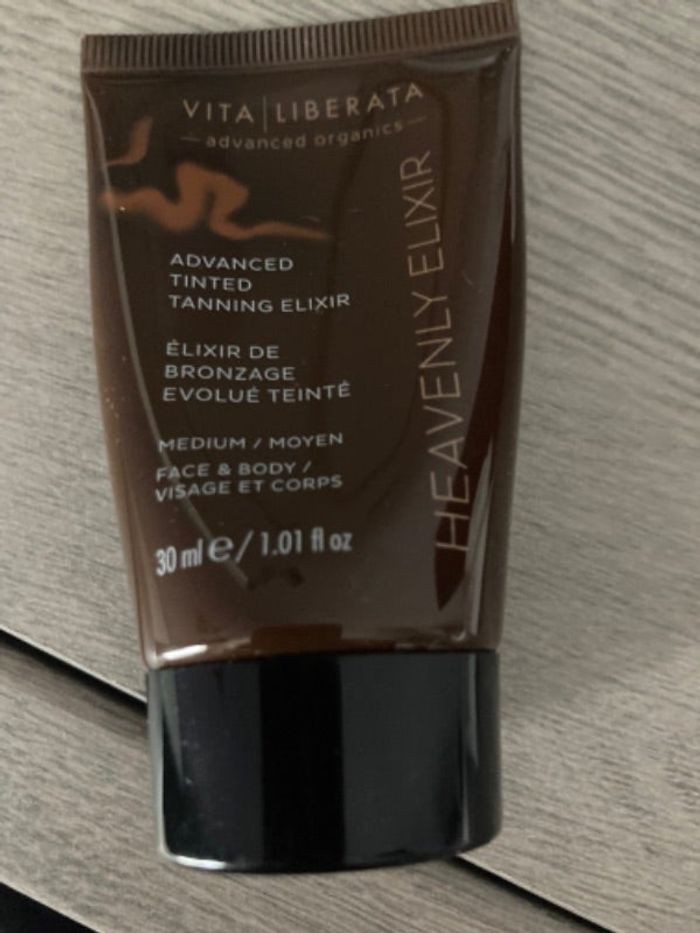 VITA | LIBERATA
— advanced organics —
HEAVENLY ELIXIR
ADVANCED
TINTED
TANNING ELIXIR
ÉLIXIR DE
BRONZAGE
EVOLUÉ TEINTÉ
MEDIUM / MOYEN
FACE & BODY /
VISAGE ET CORPS
30 ml e / 1.01 fl oz